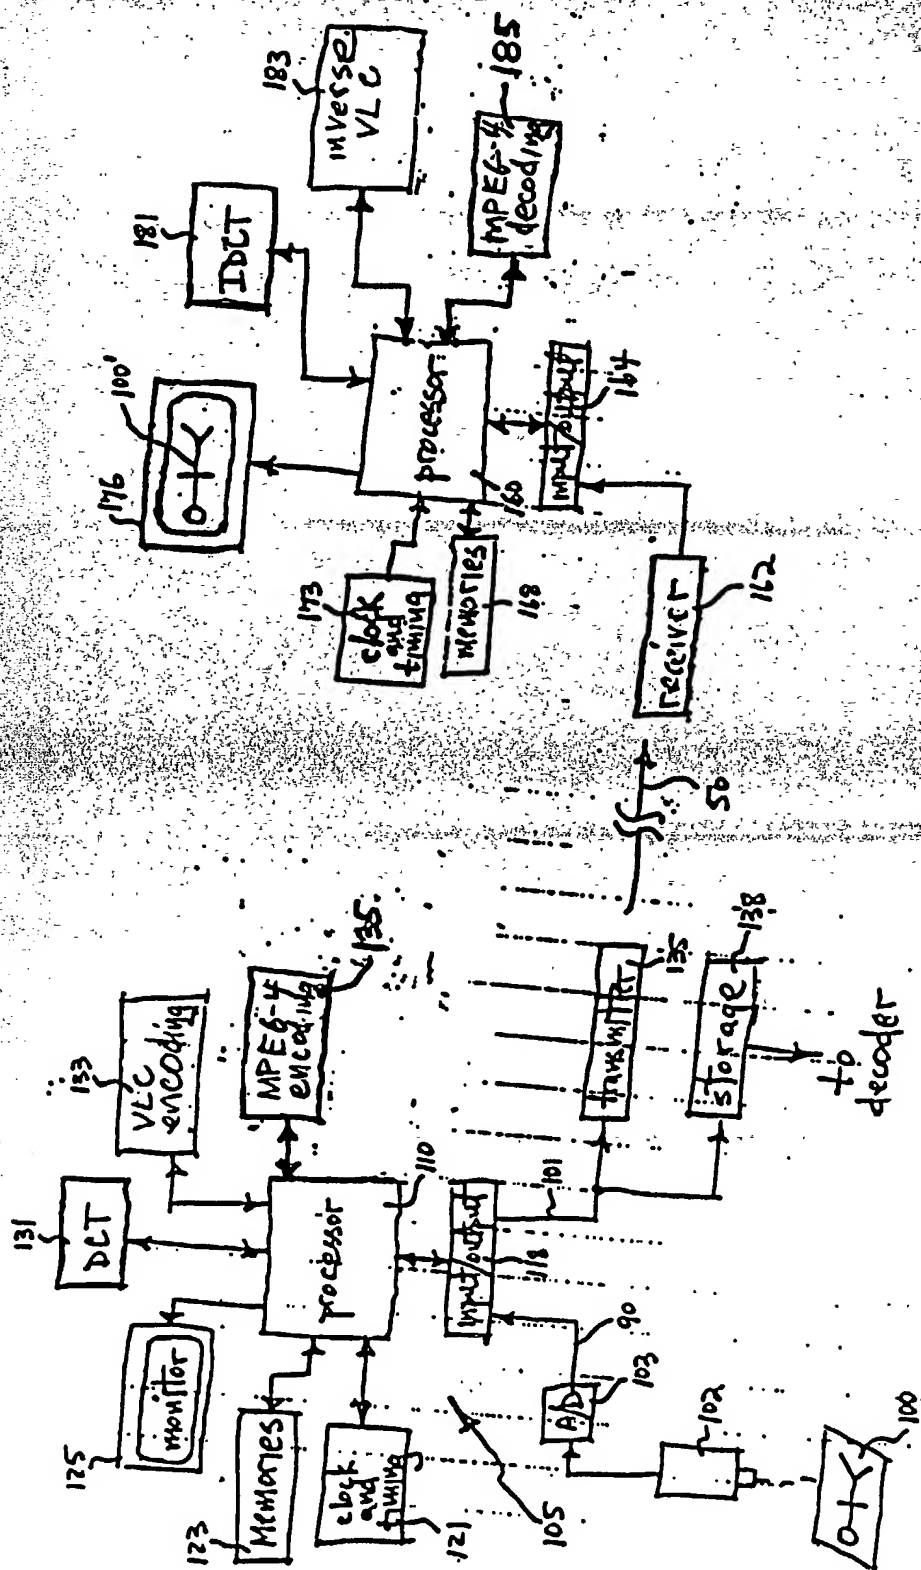 125
monitor
131
DCT
133
VLC
encoding
MPEG-4
encoding
135
123
Memories
clock
and
timing
121
processor
110
input/output
118
101
105
A/D
103
90
102
100
transmitter
135
storage
138
to
decoder
50
receiver
162
176
100'
181
IDCT
183
inverse
VLC
MPEG-4
decoding
185
173
clock
and
timing
memories
168
processor
160
input/output
164